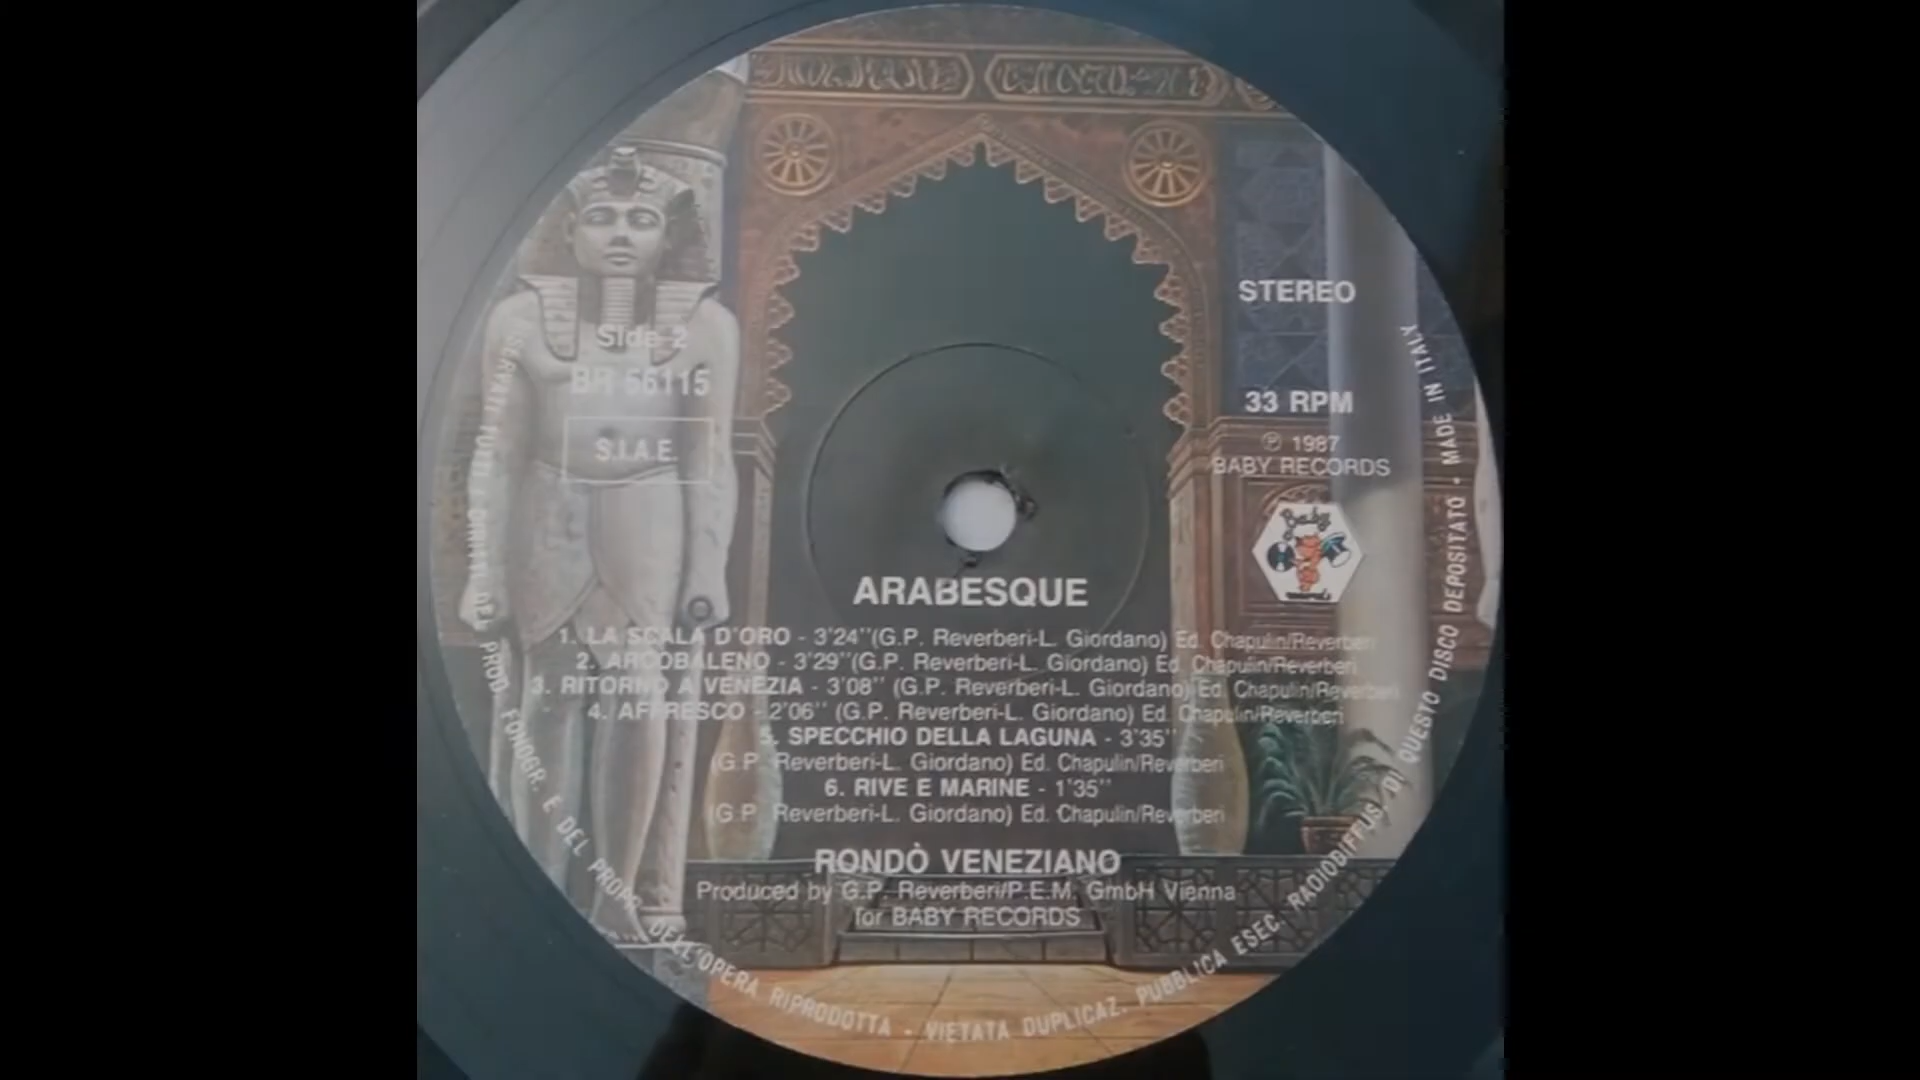 STEREO
Side 2
BR 56115
S.I.A.E.
33 RPM
℗ 1987
BABY RECORDS
Baby
records
ARABESQUE
1. LA SCALA D'ORO - 3'24''(G.P. Reverberi-L. Giordano) Ed. Chapulin/Reverberi
2. ARCOBALENO - 3'29''(G.P. Reverberi-L. Giordano) Ed. Chapulin/Reverberi
3. RITORNO A VENEZIA - 3'08'' (G.P. Reverberi-L. Giordano) Ed. Chapulin/Reverberi
4. AFFRESCO - 2'06'' (G.P. Reverberi-L. Giordano) Ed. Chapulin/Reverberi
5. SPECCHIO DELLA LAGUNA - 3'35''
(G.P. Reverberi-L. Giordano) Ed. Chapulin/Reverberi
6. RIVE E MARINE - 1'35''
(G.P. Reverberi-L. Giordano) Ed. Chapulin/Reverberi
RONDÒ VENEZIANO
Produced by G.P. Reverberi/P.E.M. GmbH Vienna
for BABY RECORDS
TUTTI I DIRITTI DEL PROD. FONOGR. E DEL PROPR. DELL'OPERA RIPRODOTTA - VIETATA DUPLICAZ. PUBBLICA ESEC. RADIODIFFUS. DI QUESTO DISCO DEPOSITATO - MADE IN ITALY